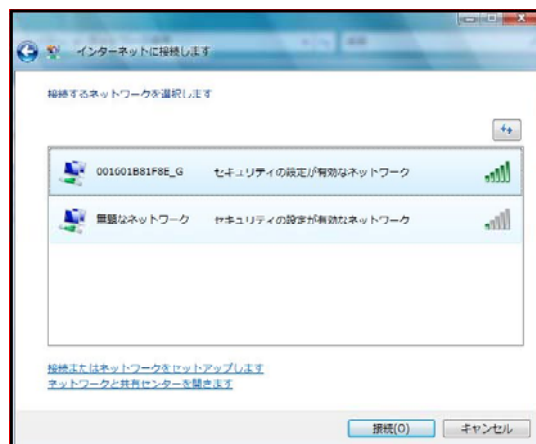 インターネットに接続します
接続するネットワークを選択します
001601B81F8E_G セキュリティの設定が有効なネットワーク
無題なネットワーク セキュリティの設定が有効なネットワーク
接続またはネットワークをセットアップします
ネットワークと共有センターを開きます
接続(O) キャンセル